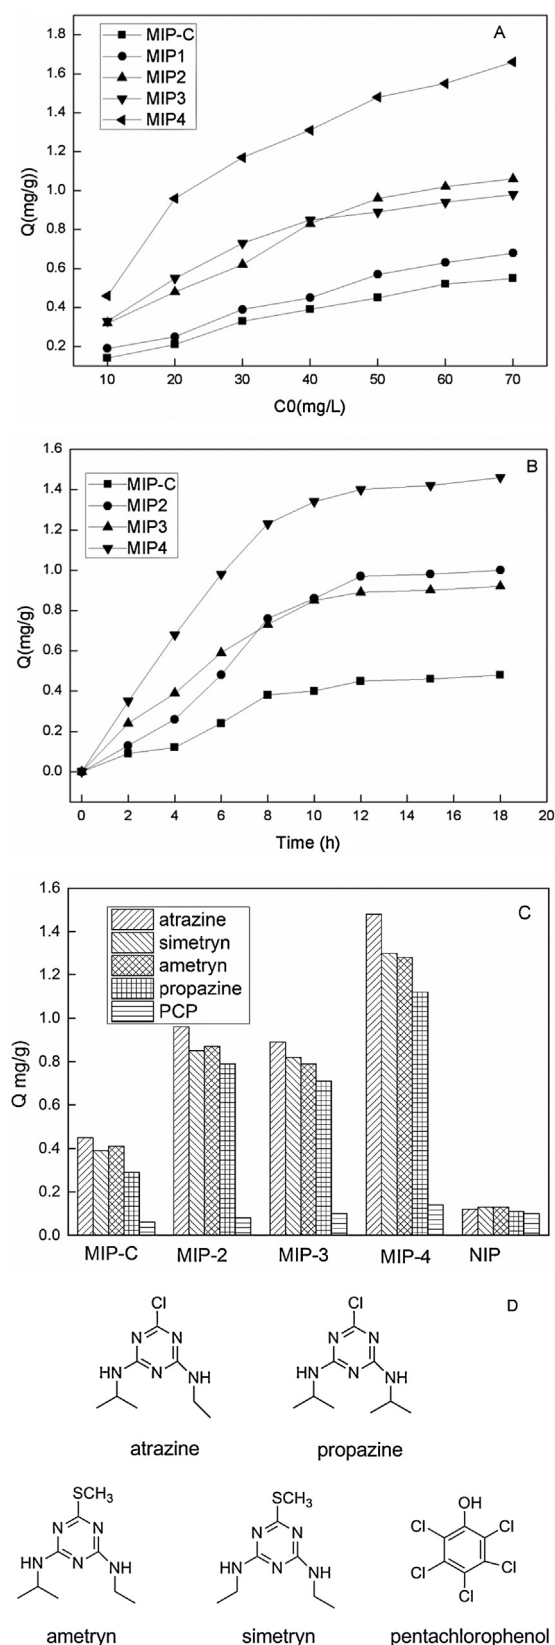 A
MIP-C
MIP1
MIP2
MIP3
MIP4
Q(mg/g))
1.8
1.6
1.4
1.2
1.0
0.8
0.6
0.4
0.2
10 20 30 40 50 60 70
C0(mg/L)
B
MIP-C
MIP2
MIP3
MIP4
Q(mg/g)
1.6
1.4
1.2
1.0
0.8
0.6
0.4
0.2
0.0
0 2 4 6 8 10 12 14 16 18 20
Time (h)
C
atrazine
simetryn
ametryn
propazine
PCP
Q mg/g)
1.6
1.4
1.2
1.0
0.8
0.6
0.4
0.2
0.0
MIP-C MIP-2 MIP-3 MIP-4 NIP
D
Cl
N N
N
HN NH
atrazine
Cl
N N
N
HN NH
propazine
SCH3
N N
N
HN NH
ametryn
SCH3
N N
N
HN NH
simetryn
OH
Cl Cl
Cl Cl
Cl
pentachlorophenol